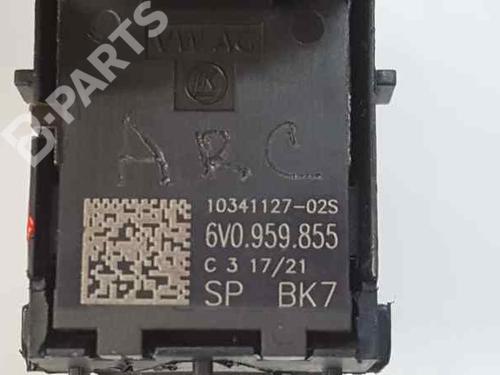 B-PARTS
VW AG
ARC
10341127-02S
6V0.959.855
C 3 17/21
SP BK7